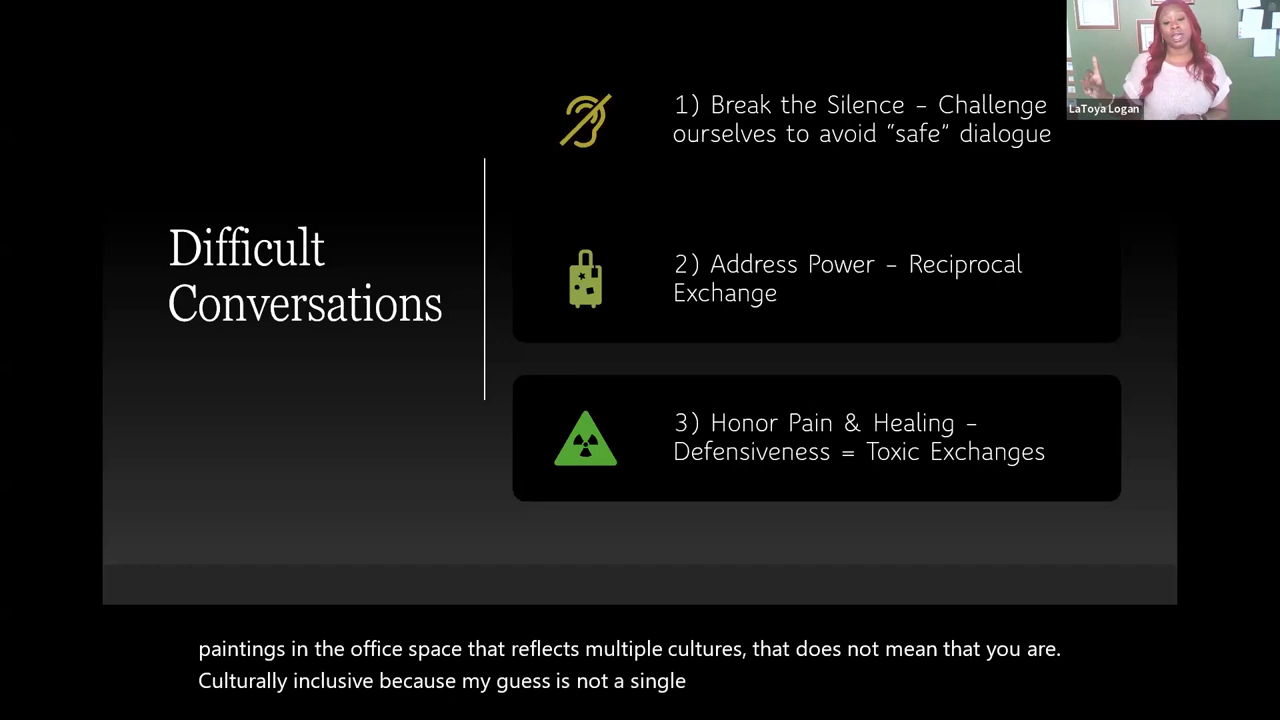 LaToya Logan
Difficult
Conversations
1) Break the Silence – Challenge
ourselves to avoid “safe” dialogue
2) Address Power – Reciprocal
Exchange
3) Honor Pain & Healing –
Defensiveness = Toxic Exchanges
paintings in the office space that reflects multiple cultures, that does not mean that you are.
Culturally inclusive because my guess is not a single